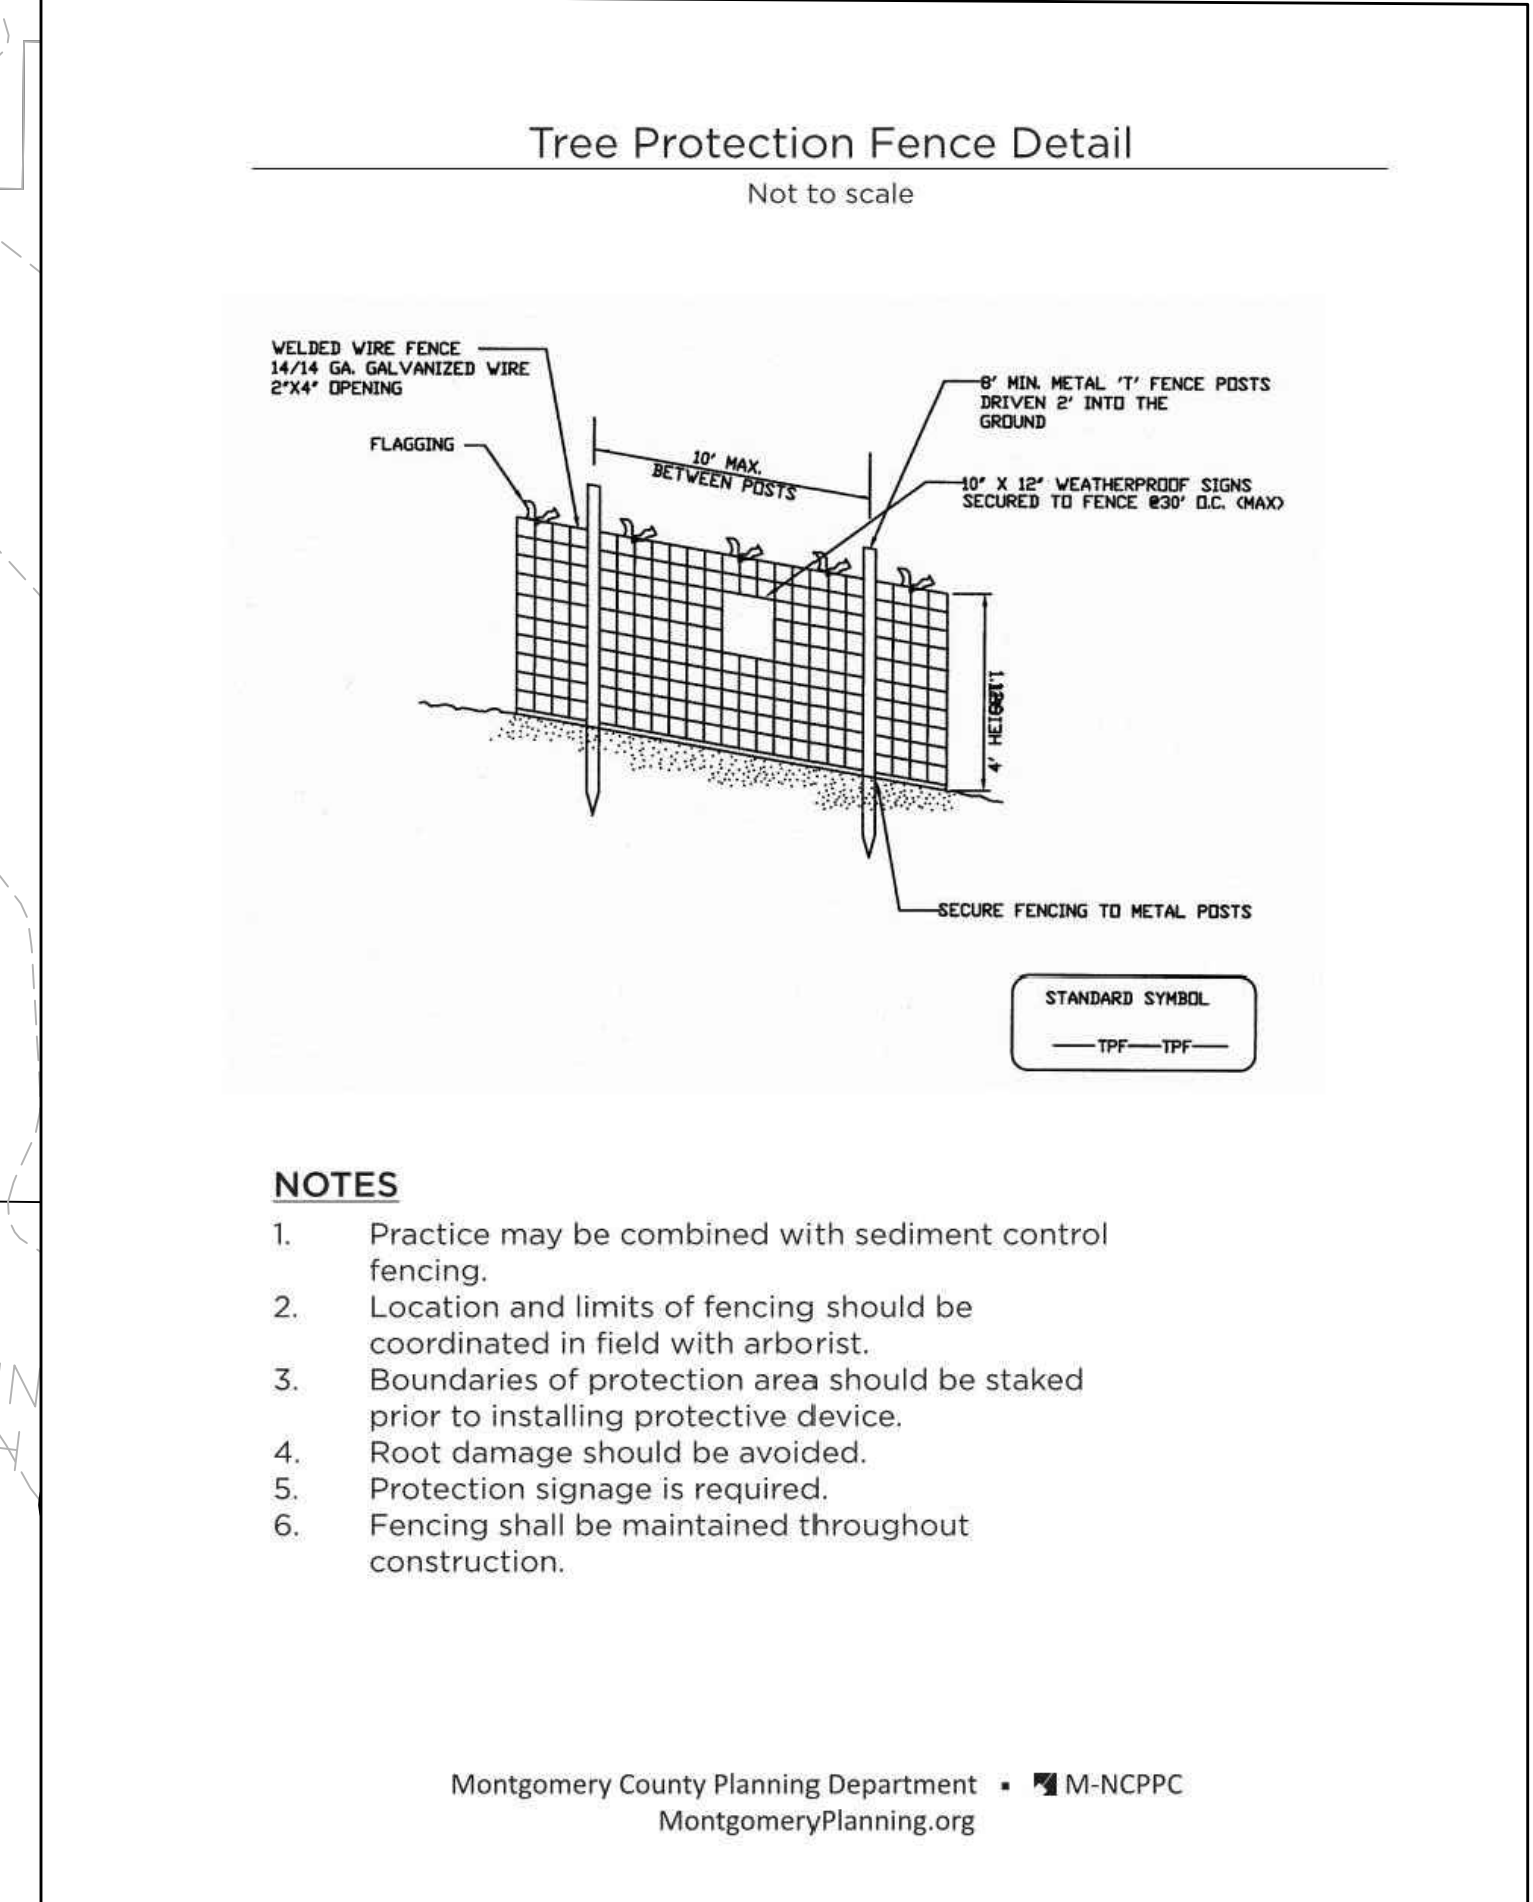 Tree Protection Fence Detail
Not to scale
WELDED WIRE FENCE
14/14 GA. GALVANIZED WIRE
2"X4" OPENING
FLAGGING
10' MAX.
BETWEEN POSTS
MIN. METAL 'T' FENCE POSTS
DRIVEN 2' INTO THE
GROUND
10" X 12" WEATHERPROOF SIGNS
SECURED TO FENCE @30' O.C. (MAX)
4'
SECURE FENCING TO METAL POSTS
STANDARD SYMBOL
TPF TPF
NOTES
1. Practice may be combined with sediment control
fencing.
2. Location and limits of fencing should be
coordinated in field with arborist.
3. Boundaries of protection area should be staked
prior to installing protective device.
4. Root damage should be avoided.
5. Protection signage is required.
6. Fencing shall be maintained throughout
construction.
Montgomery County Planning Department ▪ M-NCPPC
MontgomeryPlanning.org